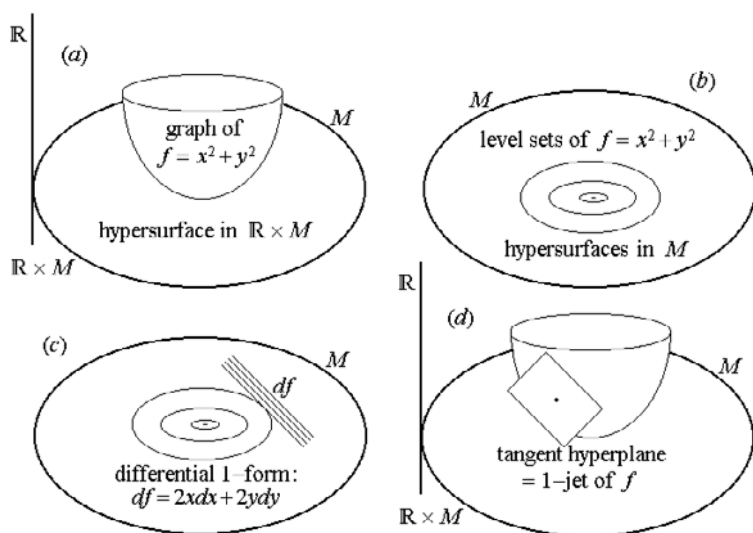 ℝ
(a)
M
graph of
f = x² + y²
hypersurface in ℝ × M
ℝ × M
(b)
M
level sets of f = x² + y²
hypersurfaces in M
(c)
M
df
differential 1–form:
df = 2xdx + 2ydy
ℝ
(d)
M
tangent hyperplane
= 1–jet of f
ℝ × M